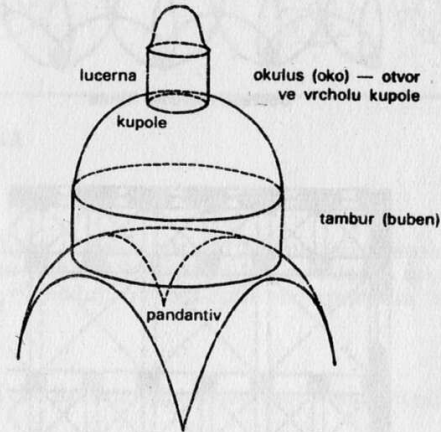 lucerna
okulus (oko) — otvor
ve vrcholu kupole
kupole
tambur (buben)
pandantiv